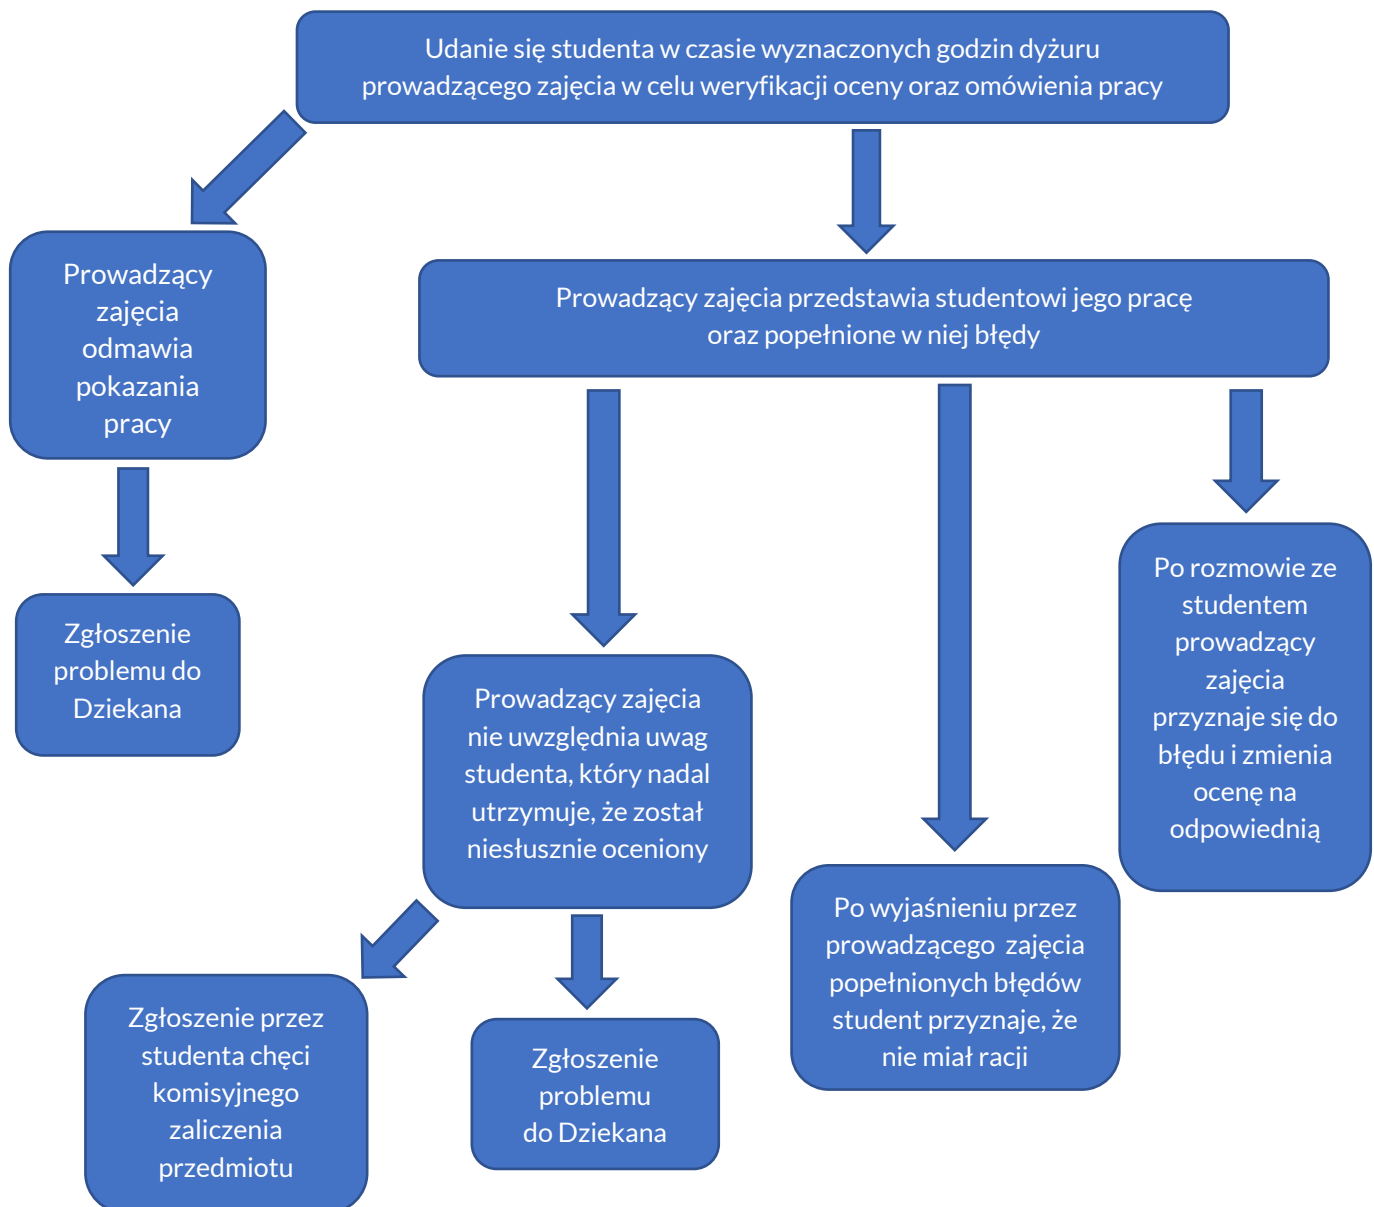 Udanie się studenta w czasie wyznaczonych godzin dyżuru
prowadzącego zajęcia w celu weryfikacji oceny oraz omówienia pracy
Prowadzący
zajęcia
odmawia
pokazania
pracy
Prowadzący zajęcia przedstawia studentowi jego pracę
oraz popełnione w niej błędy
Zgłoszenie
problemu do
Dziekana
Prowadzący zajęcia
nie uwzględnia uwag
studenta, który nadal
utrzymuje, że został
niesłusznie oceniony
Po rozmowie ze
studentem
prowadzący
zajęcia
przyznaje się do
błędu i zmienia
ocenę na
odpowiednią
Po wyjaśnieniu przez
prowadzącego zajęcia
popełnionych błędów
student przyznaje, że
nie miał racji
Zgłoszenie przez
studenta chęci
komisyjnego
zaliczenia
przedmiotu
Zgłoszenie
problemu
do Dziekana